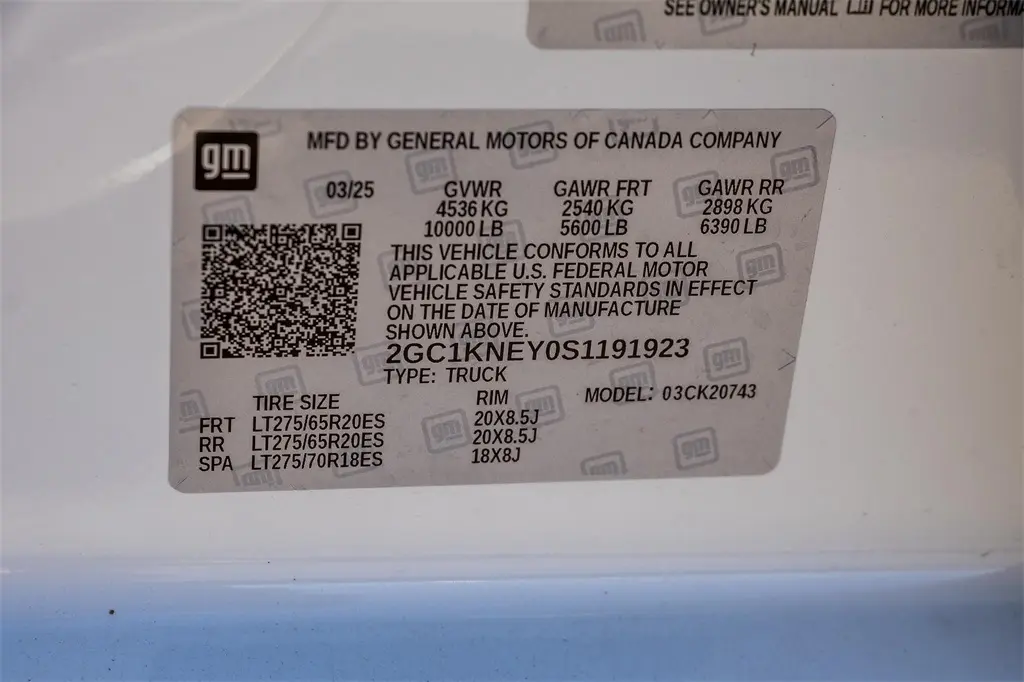 SEE OWNER'S MANUAL FOR MORE
gm
MFD BY GENERAL MOTORS OF CANADA COMPANY
03/25 GVWR GAWR FRT GAWR RR
4536 KG 2540 KG 2898 KG
10000 LB 5600 LB 6390 LB
THIS VEHICLE CONFORMS TO ALL
APPLICABLE U.S. FEDERAL MOTOR
VEHICLE SAFETY STANDARDS IN EFFECT
ON THE DATE OF MANUFACTURE
SHOWN ABOVE.
2GC1KNEY0S1191923
TYPE: TRUCK
TIRE SIZE RIM MODEL: 03CK20743
FRT LT275/65R20ES 20X8.5J
RR LT275/65R20ES 20X8.5J
SPA LT275/70R18ES 18X8J